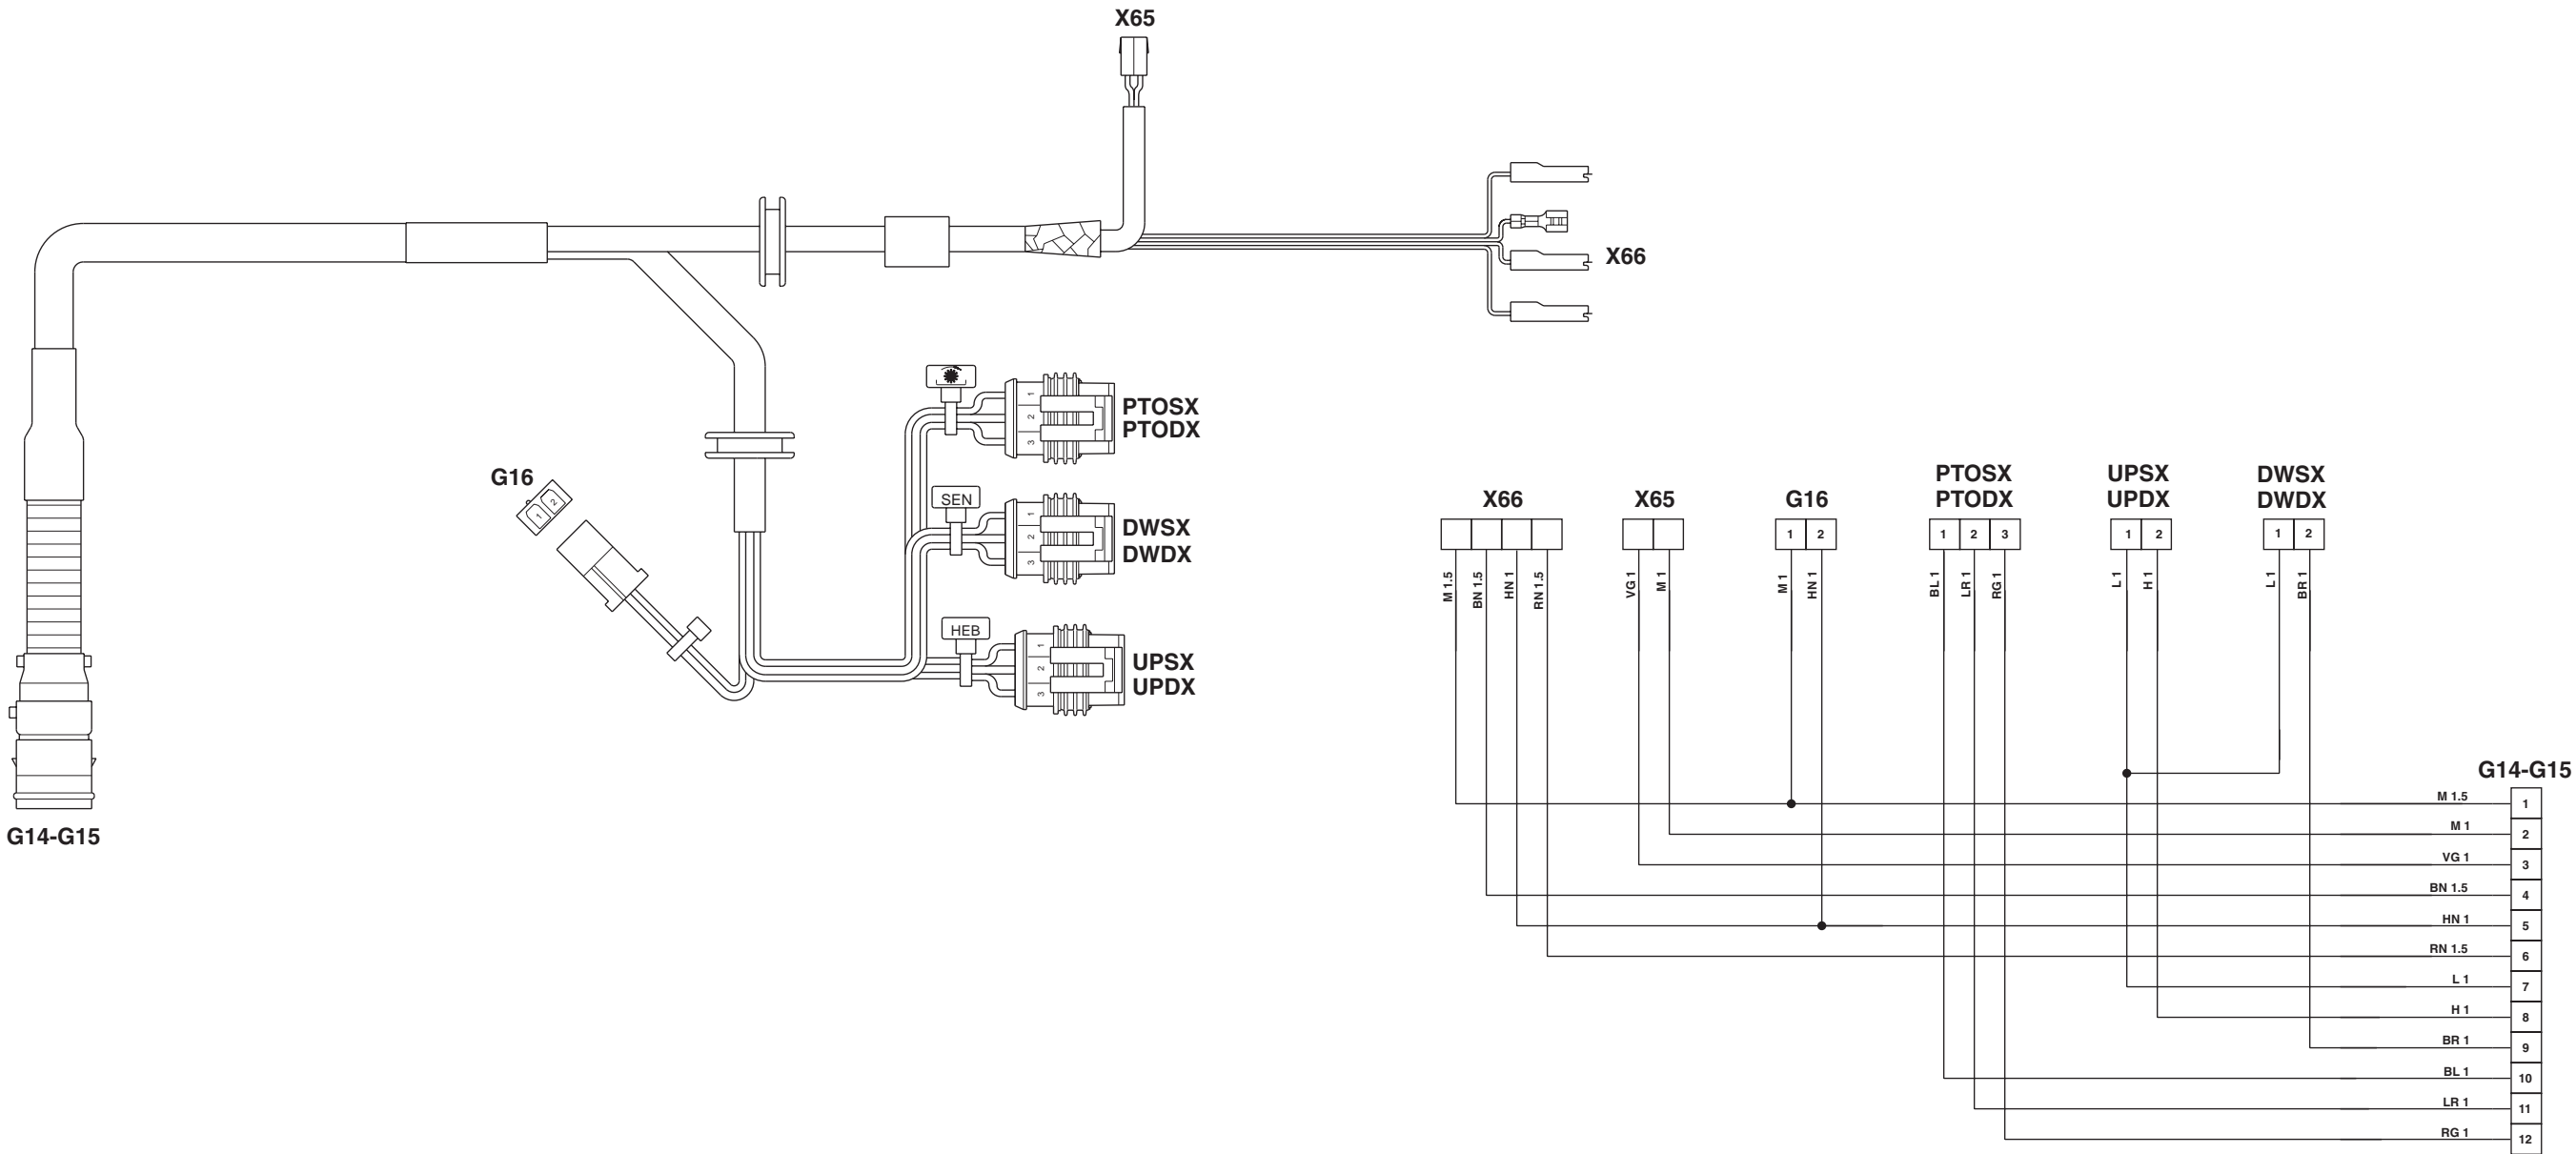 X65
X66
1
2
3
PTOSX
PTODX
G16
1
2
SEN
1
2
3
DWSX
DWDX
HEB
1
2
3
UPSX
UPDX
G14-G15
X66
X65
G16
PTOSX
PTODX
UPSX
UPDX
DWSX
DWDX
1 2
1 2 3
1 2
1 2
M 1.5
BN 1.5
HN 1
RN 1.5
VG 1
M 1
M 1
HN 1
BL 1
LR 1
RG 1
L 1
H 1
L 1
BR 1
G14-G15
M 1.5 1
M 1 2
VG 1 3
BN 1.5 4
HN 1 5
RN 1.5 6
L 1 7
H 1 8
BR 1 9
BL 1 10
LR 1 11
RG 1 12